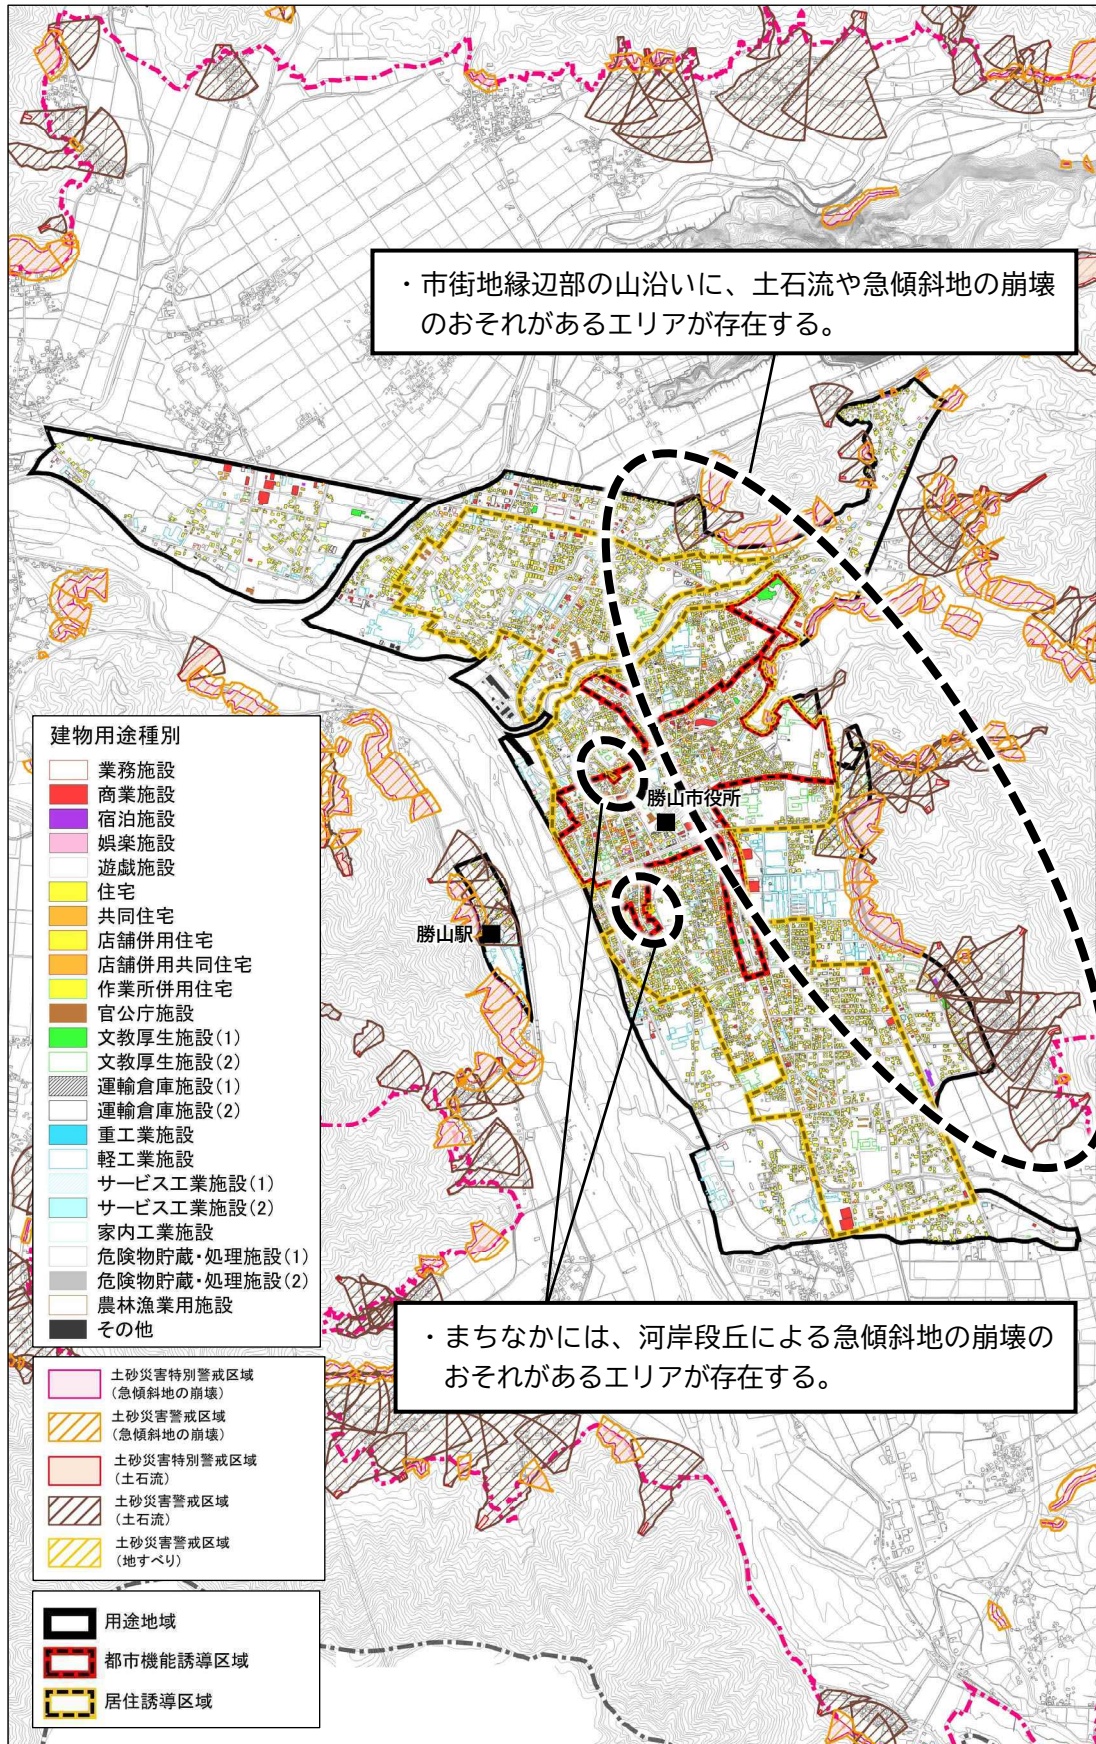 ・市街地縁辺部の山沿いに、土石流や急傾斜地の崩壊
のおそれがあるエリアが存在する。
勝山市役所
勝山駅
建物用途種別
業務施設
商業施設
宿泊施設
娯楽施設
遊戯施設
住宅
共同住宅
店舗併用住宅
店舗併用共同住宅
作業所併用住宅
官公庁施設
文教厚生施設(1)
文教厚生施設(2)
運輸倉庫施設(1)
運輸倉庫施設(2)
重工業施設
軽工業施設
サービス工業施設(1)
サービス工業施設(2)
家内工業施設
危険物貯蔵・処理施設(1)
危険物貯蔵・処理施設(2)
農林漁業用施設
その他
・まちなかには、河岸段丘による急傾斜地の崩壊の
おそれがあるエリアが存在する。
土砂災害特別警戒区域
(急傾斜地の崩壊)
土砂災害警戒区域
(急傾斜地の崩壊)
土砂災害特別警戒区域
(土石流)
土砂災害警戒区域
(土石流)
土砂災害警戒区域
(地すべり)
用途地域
都市機能誘導区域
居住誘導区域